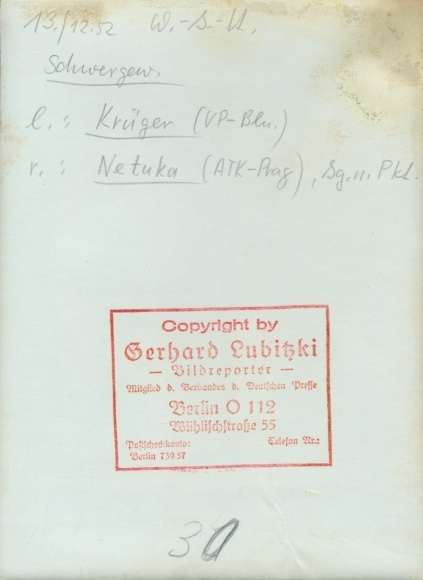 13./12.52 W.-S.-H.
Schwergew.
l.: Krüger (VP-Bln.)
r.: Netuka (ATK-Prag), Sg.n.Pkt.
Copyright by
Gerhard Lubitzki
— Bildreporter —
Mitglied d. Verbandes d. Deutschen Presse
Berlin O 112
Wühlischstraße 55
Postscheckkonto: Telefon Nr.:
Berlin 739 57
30